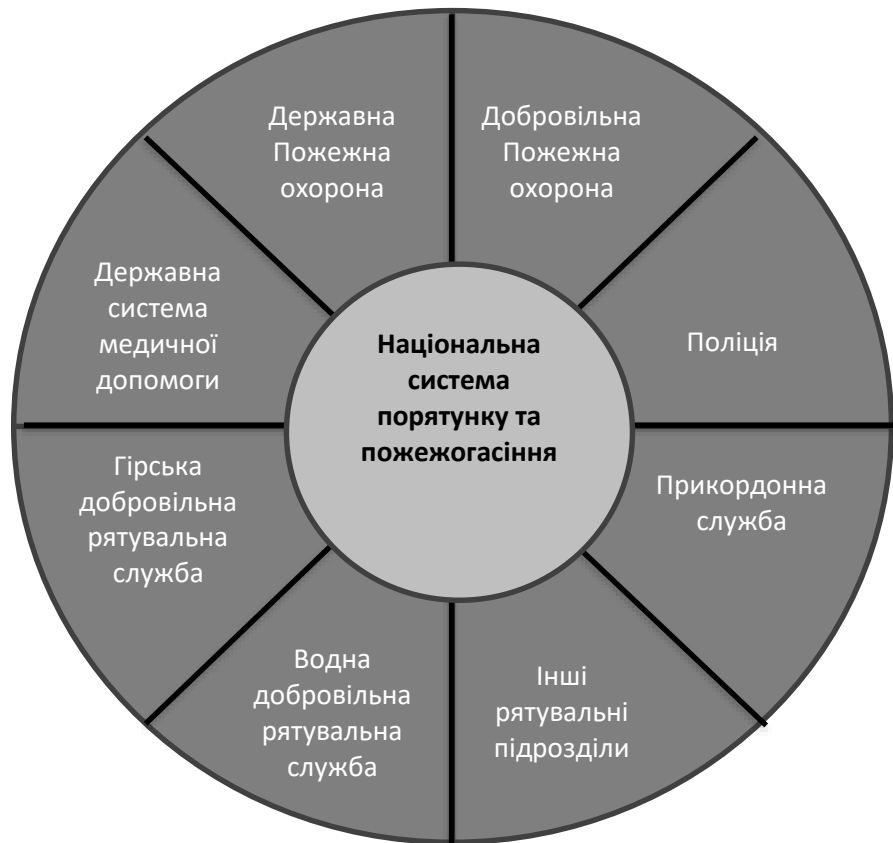 Державна
Пожежна
охорона
Добровільна
Пожежна
охорона
Державна
система
медичної
допомоги
Національна
система
порятунку та
пожежогасіння
Поліція
Гірська
добровільна
рятувальна
служба
Прикордонна
служба
Водна
добровільна
рятувальна
служба
Інші
рятувальні
підрозділи